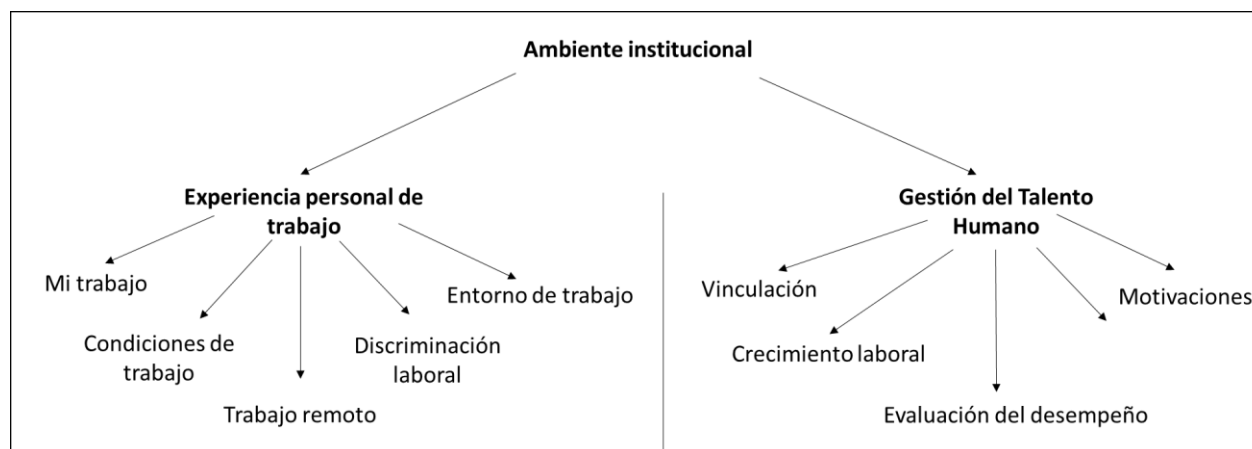 Ambiente institucional
Experiencia personal de
trabajo
Gestión del Talento
Humano
Mi trabajo
Condiciones de
trabajo
Trabajo remoto
Discriminación
laboral
Entorno de trabajo
Vinculación
Crecimiento laboral
Evaluación del desempeño
Motivaciones